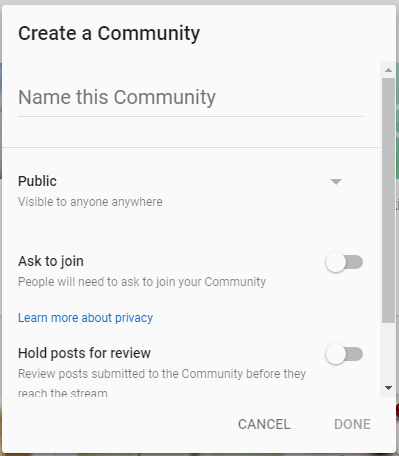 Create a Community
Name this Community
Public
Visible to anyone anywhere
Ask to join
People will need to ask to join your Community
Learn more about privacy
Hold posts for review
Review posts submitted to the Community before they
reach the stream
CANCEL DONE